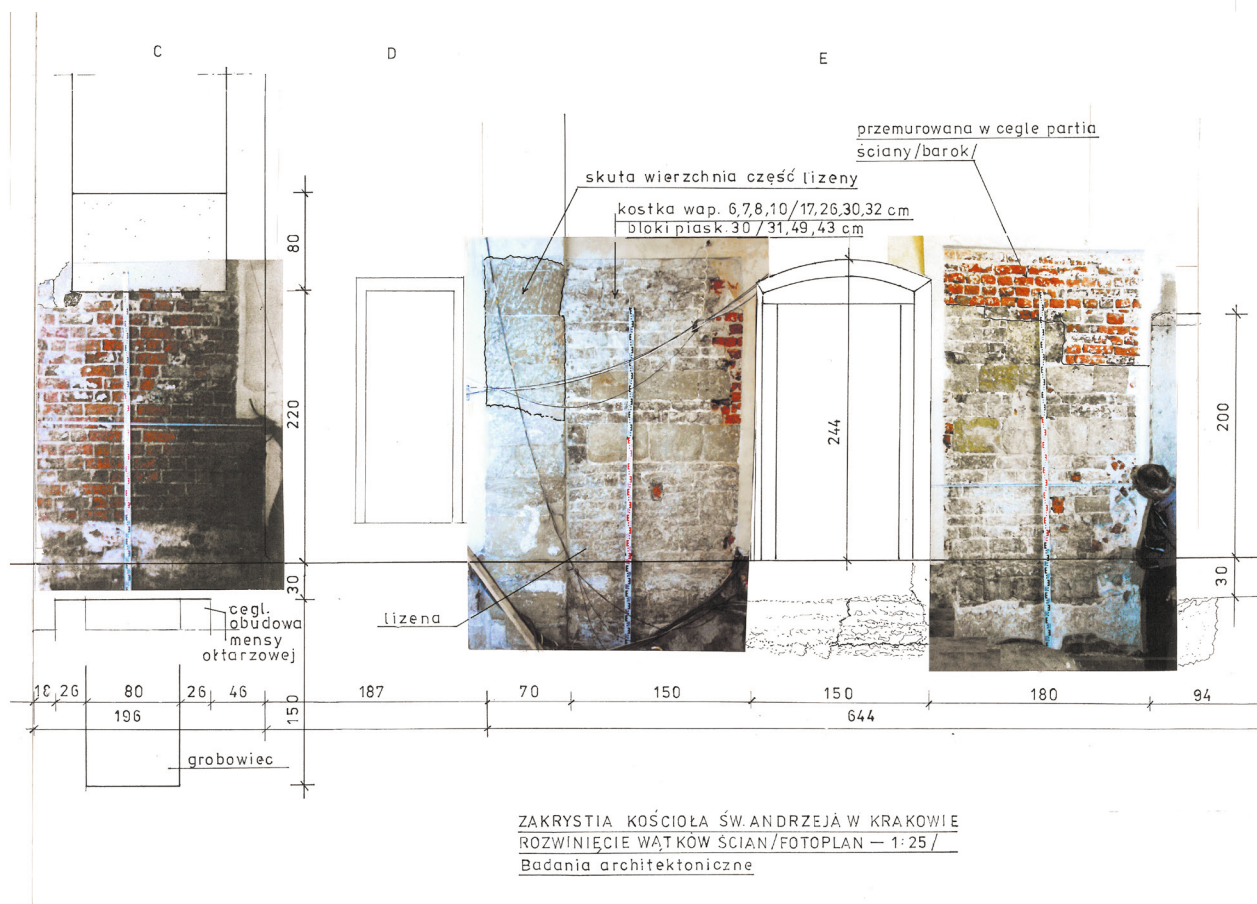 C
D
E
przemurowana w cegle partia
ściany/barok/
skuta wierzchnia część lizeny
kostka wap. 6,7,8,10/17,26,30,32 cm
bloki piask. 30/31,49,43 cm
80
220
244
200
30
30
cegl.
obudowa
mensy
ołtarzowej
lizena
18 26 80 26 46 187 70 150 150 180 94
196 150 644
grobowiec
ZAKRYSTIA KOŚCIOŁA ŚW. ANDRZEJA W KRAKOWIE
ROZWINIĘCIE WĄTKÓW ŚCIAN/FOTOPLAN — 1:25/
Badania architektoniczne